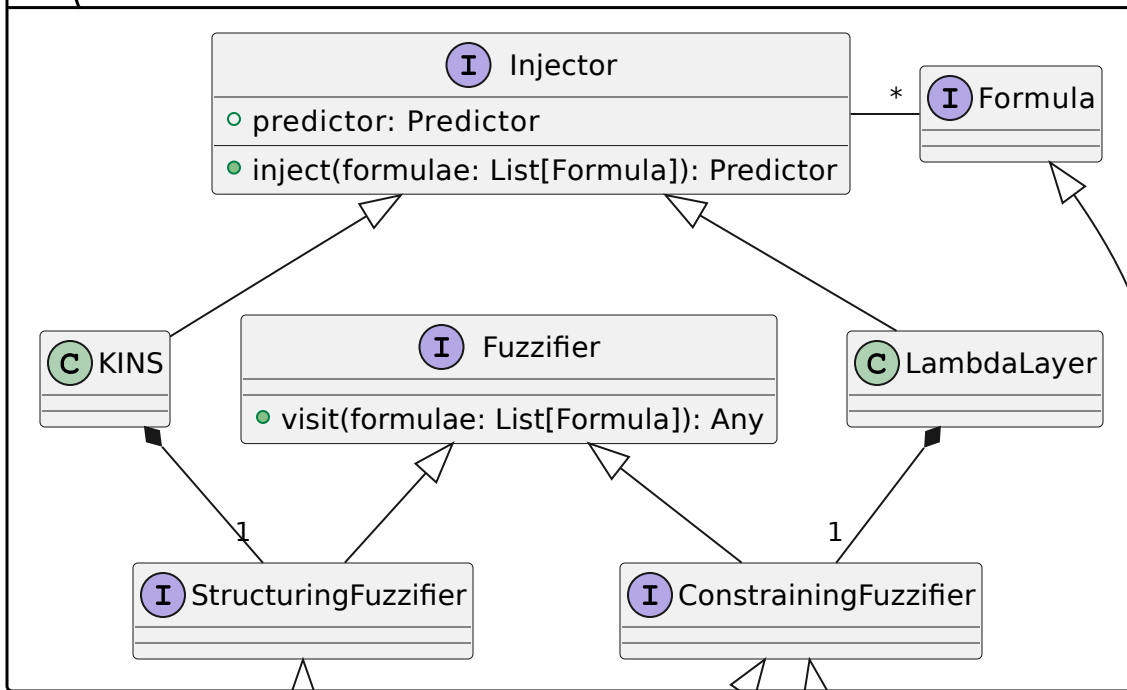 I Injector
predictor: Predictor
inject(formulae: List[Formula]): Predictor
*
I Formula
C KINS
I Fuzzifier
visit(formulae: List[Formula]): Any
C LambdaLayer
1
1
I StructuringFuzzifier
I ConstrainingFuzzifier